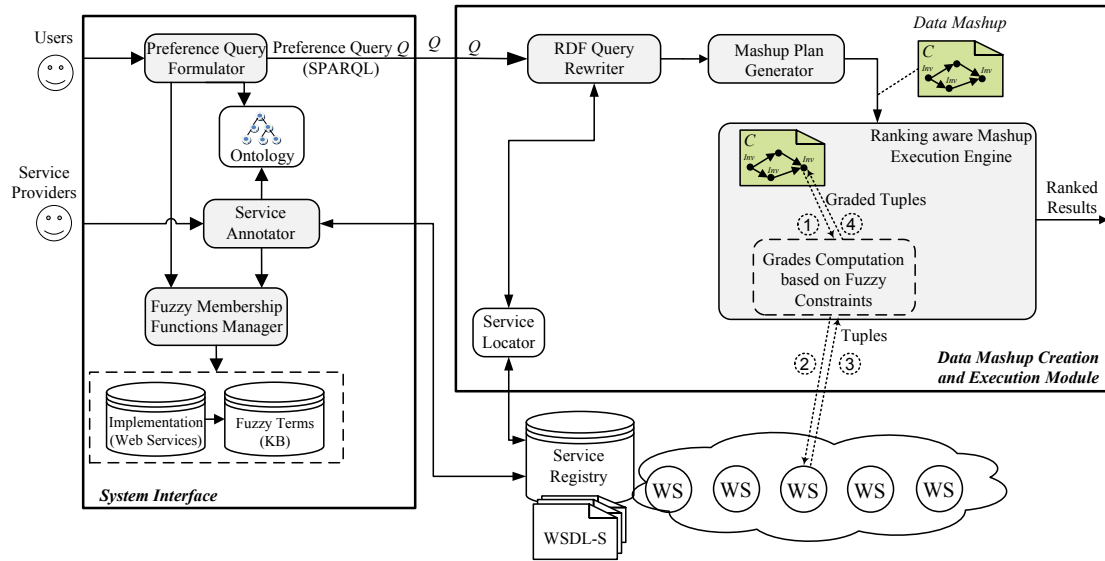 Users
Preference Query
Formulator
Preference Query Q
(SPARQL)
Q
Q
RDF Query
Rewriter
Mashup Plan
Generator
Data Mashup
C
Inv
Inv
Inv
Ontology
Service
Providers
Service
Annotator
Fuzzy Membership
Functions Manager
Implementation
(Web Services)
Fuzzy Terms
(KB)
System Interface
Service
Locator
Ranking aware Mashup
Execution Engine
C
Inv
Inv
Inv
Graded Tuples
1
4
Grades Computation
based on Fuzzy
Constraints
Ranked
Results
Tuples
2
3
Data Mashup Creation
and Execution Module
Service
Registry
WSDL-S
WS
WS
WS
WS
WS